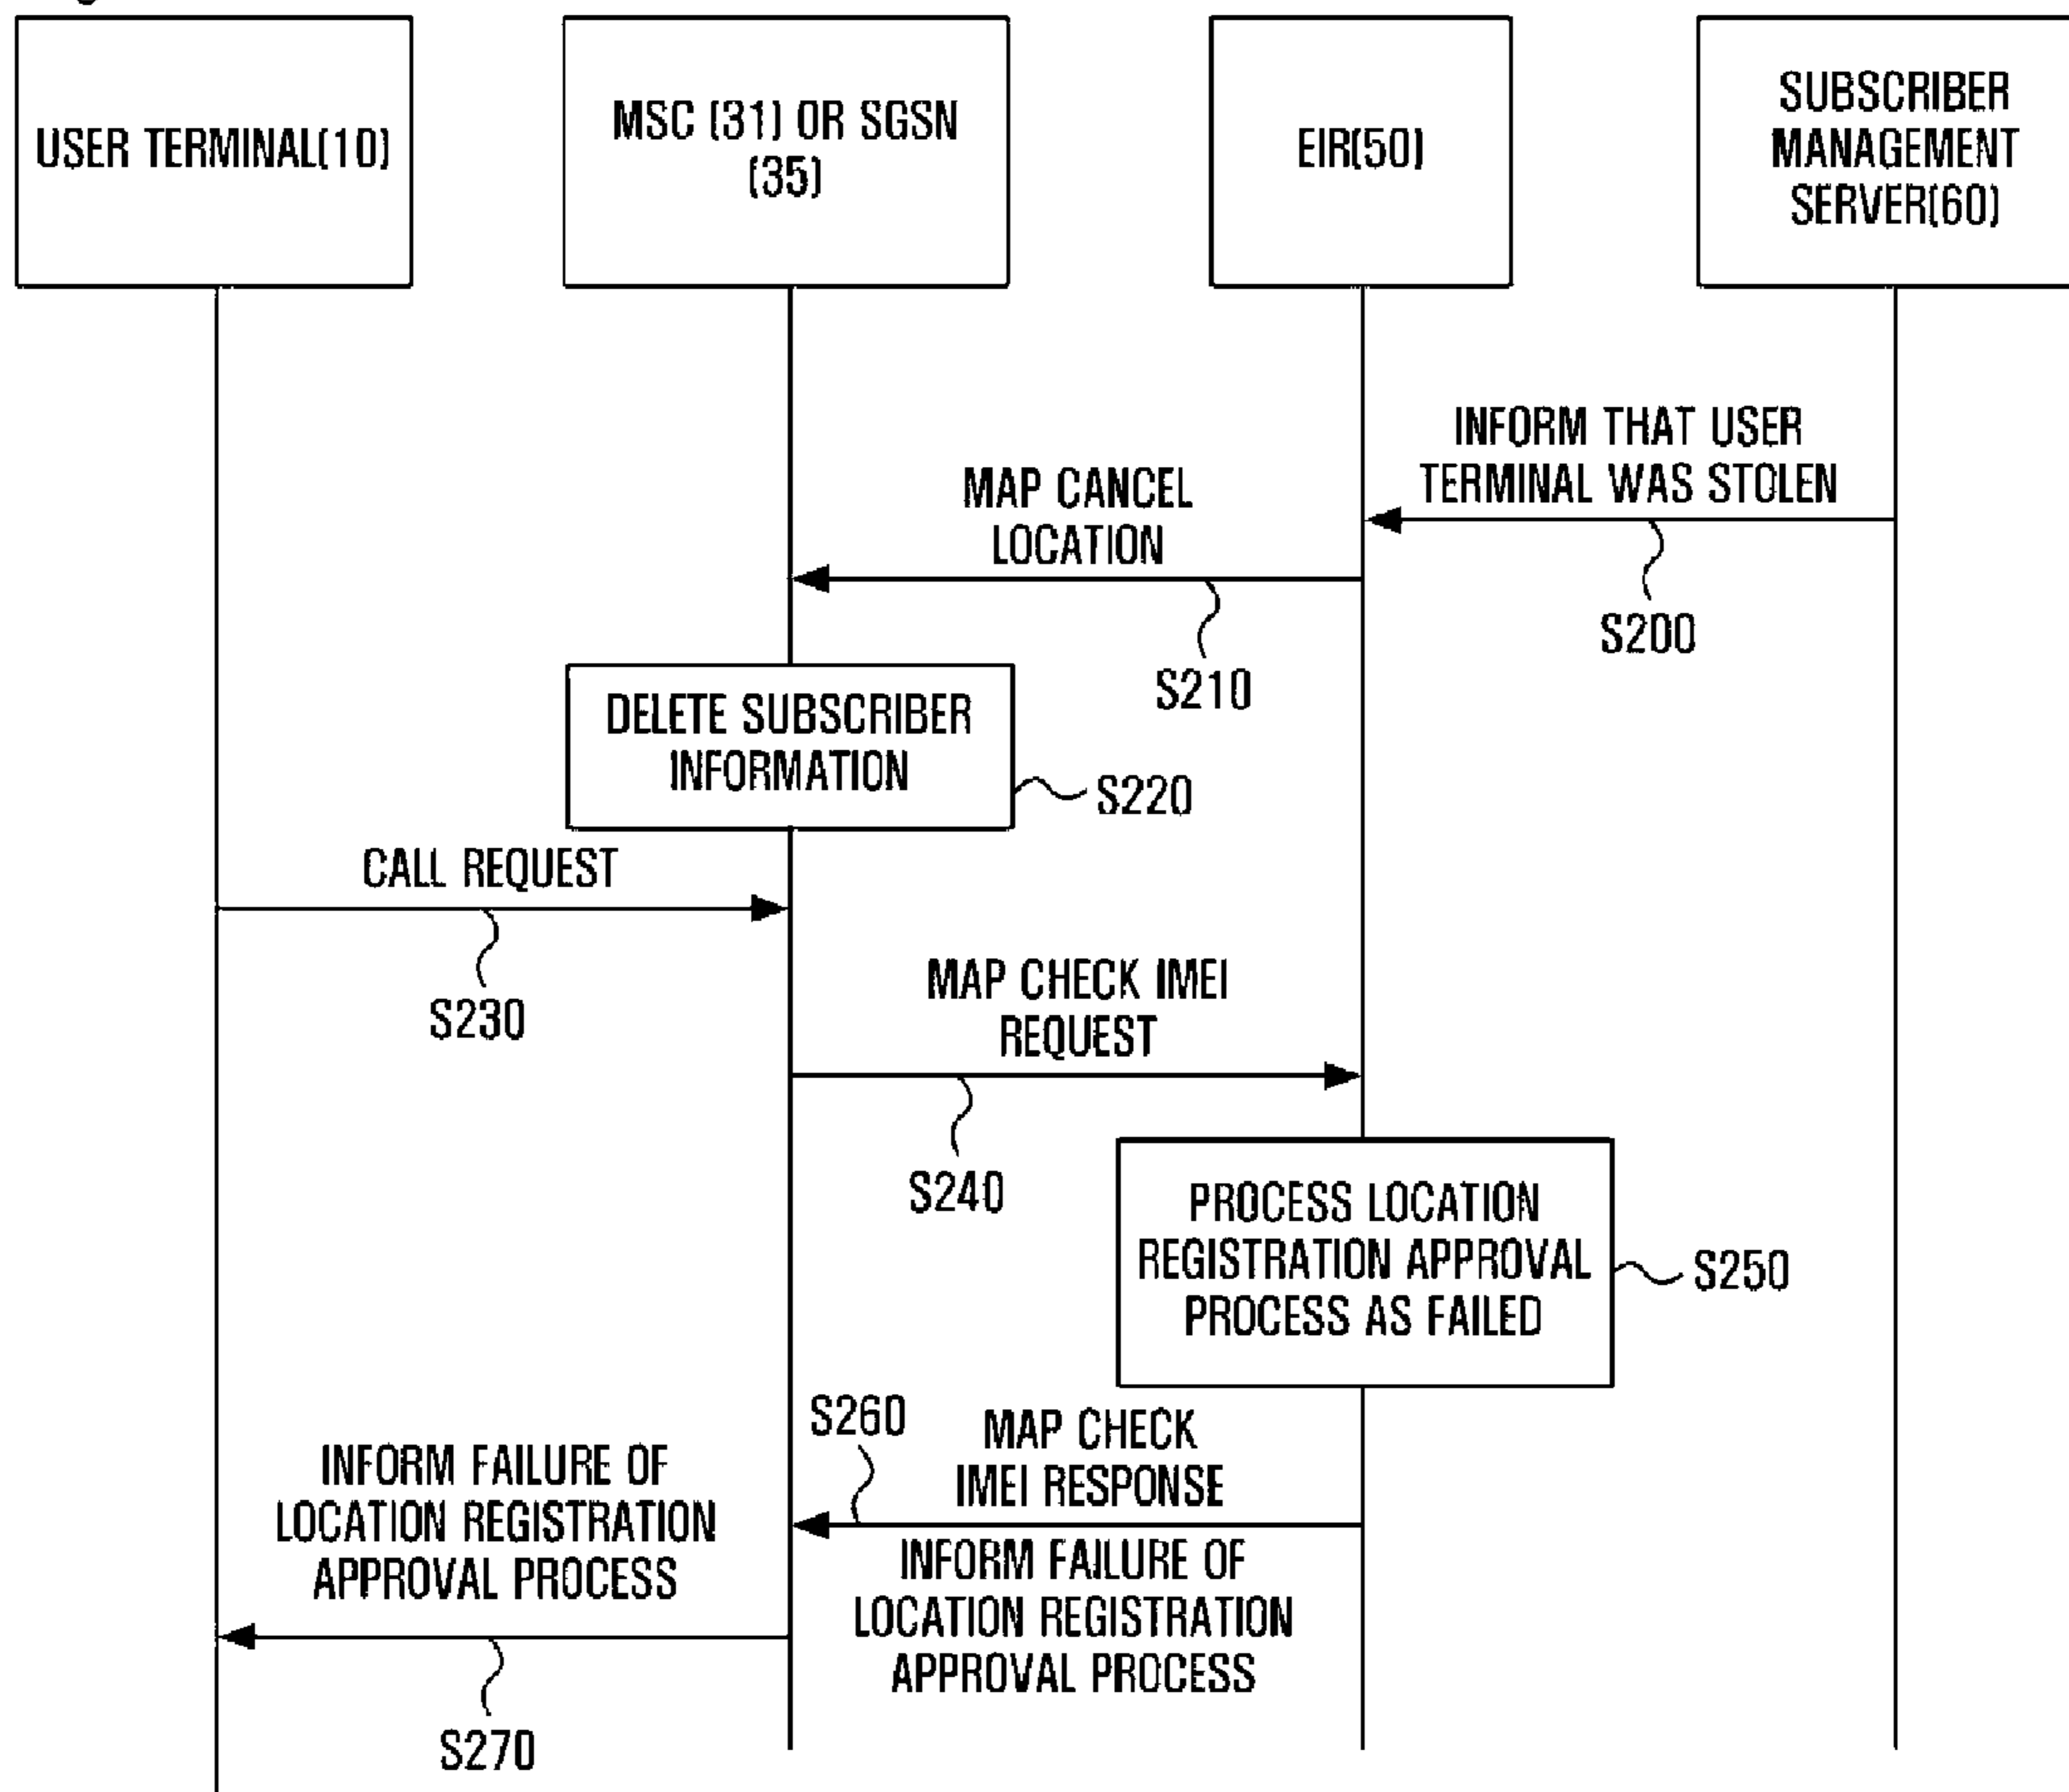 USER TERMINAL(10)
MSC (31) OR SGSN
(35)
EIR(50)
SUBSCRIBER
MANAGEMENT
SERVER(60)
INFORM THAT USER
TERMINAL WAS STOLEN
S200
MAP CANCEL
LOCATION
S210
DELETE SUBSCRIBER
INFORMATION
S220
CALL REQUEST
S230
MAP CHECK IMEI
REQUEST
S240
PROCESS LOCATION
REGISTRATION APPROVAL
PROCESS AS FAILED
S250
S260
MAP CHECK
IMEI RESPONSE
INFORM FAILURE OF
LOCATION REGISTRATION
APPROVAL PROCESS
INFORM FAILURE OF
LOCATION REGISTRATION
APPROVAL PROCESS
S270